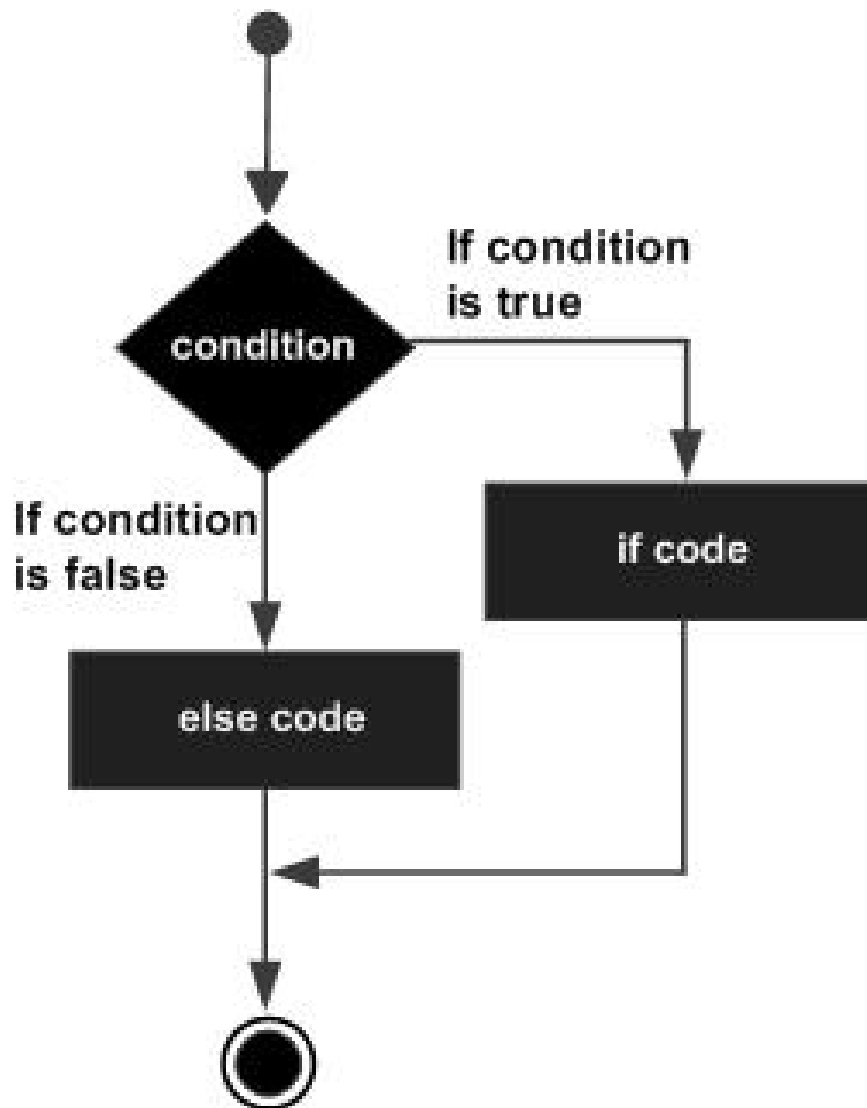 If condition
is true
condition
If condition
is false
if code
else code